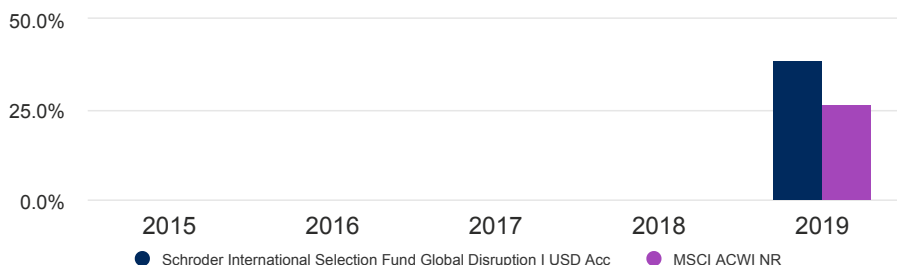 50.0%
25.0%
0.0%
2015 2016 2017 2018 2019
Schroder International Selection Fund Global Disruption I USD Acc MSCI ACWI NR